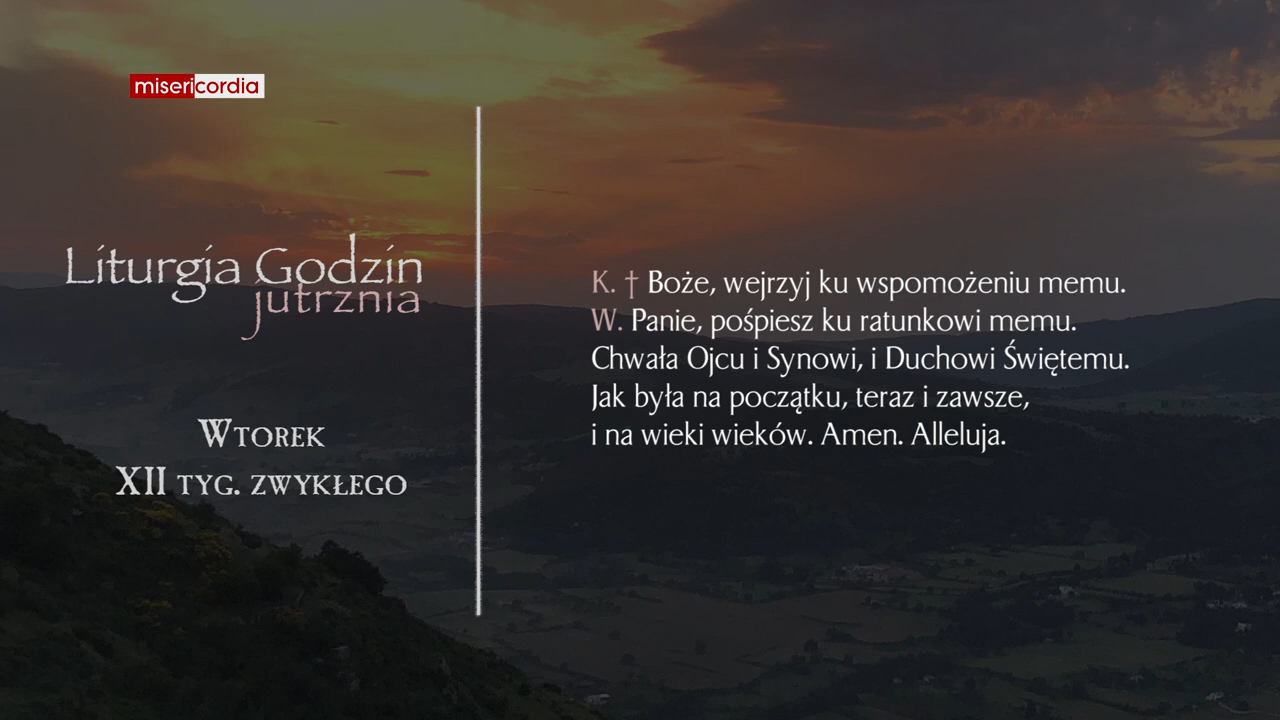 misericordia
Liturgia Godzin
jutrznia
Wtorek
XII tyg. zwykłego
K. † Boże, wejrzyj ku wspomożeniu memu.
W. Panie, pośpiesz ku ratunkowi memu.
Chwała Ojcu i Synowi, i Duchowi Świętemu.
Jak była na początku, teraz i zawsze,
i na wieki wieków. Amen. Alleluja.